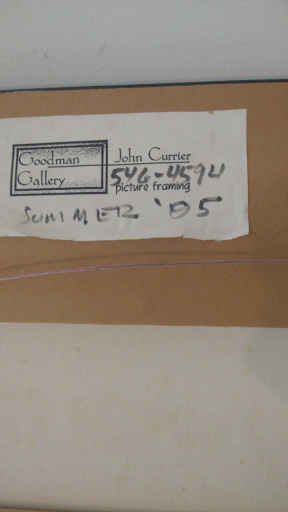 Goodman
Gallery
John Currier
546-4594
picture framing
SUMMER '05